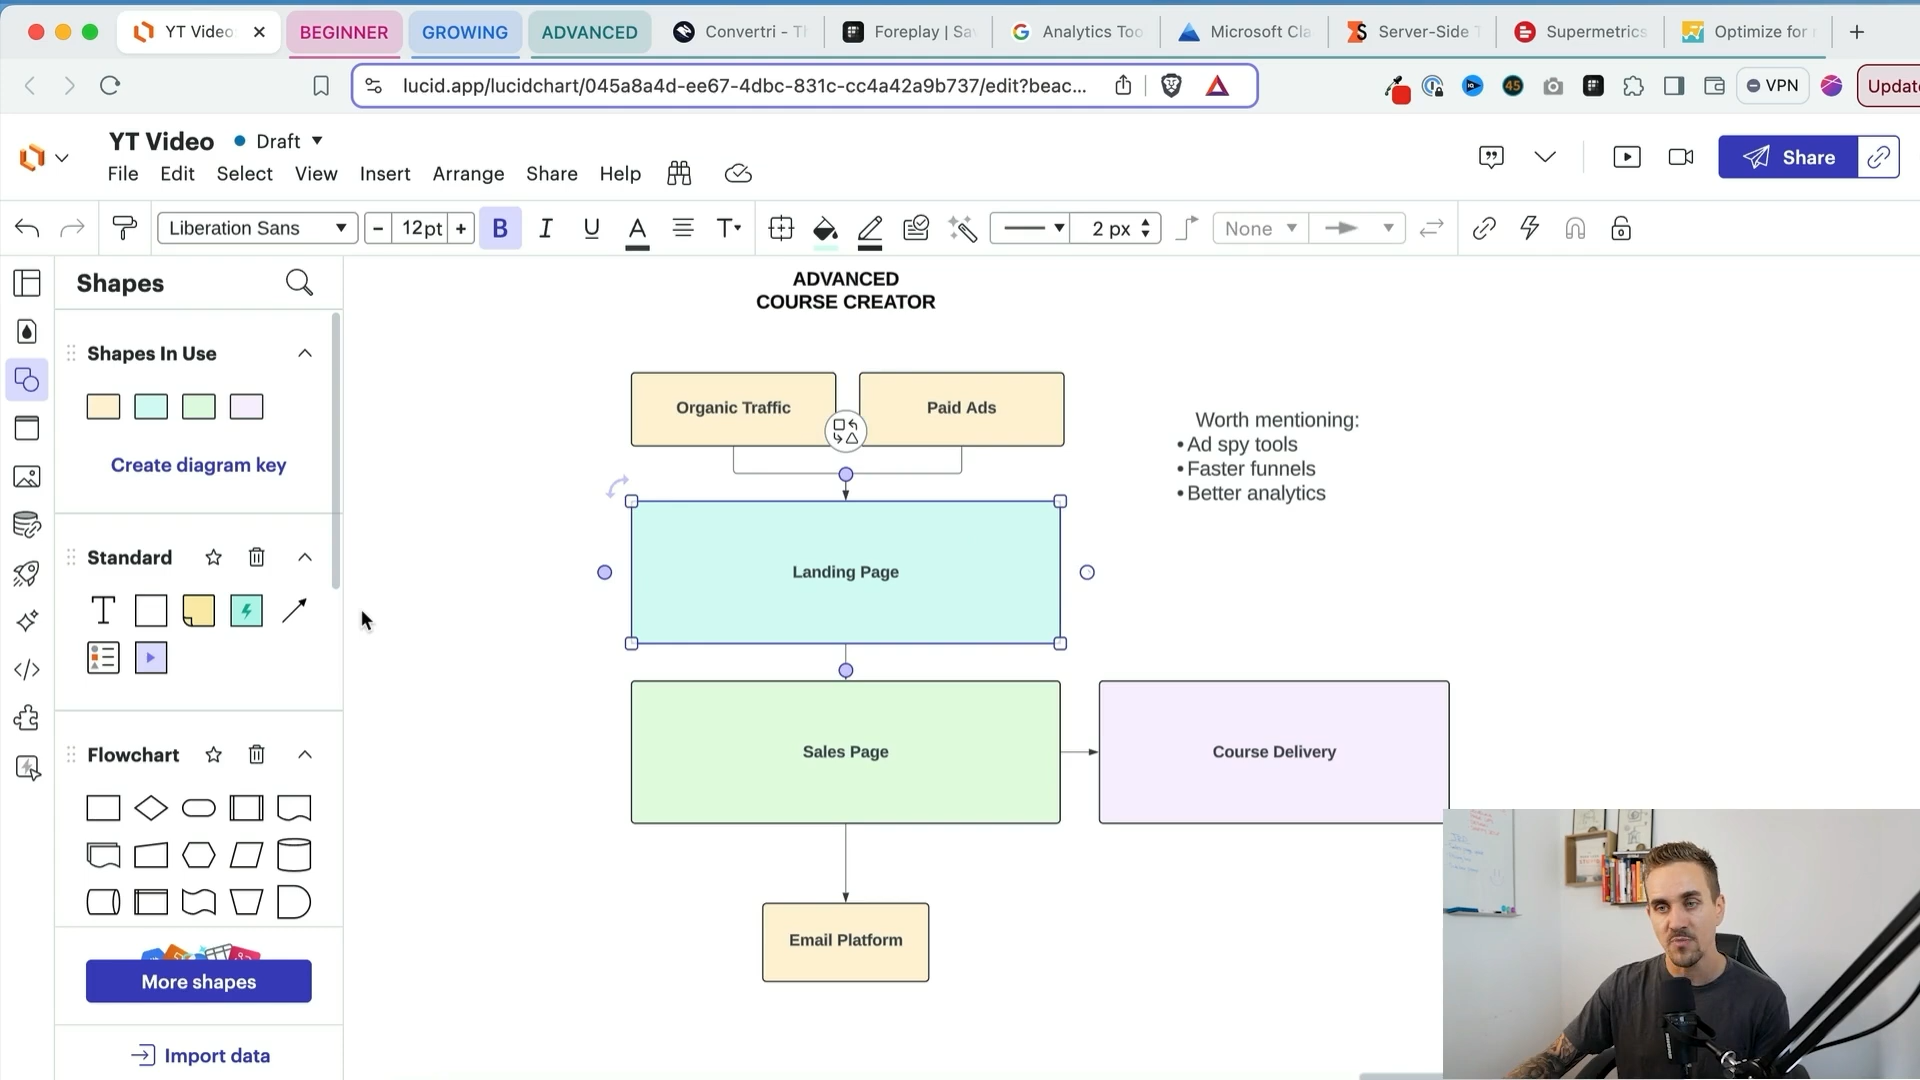 YT Video
BEGINNER
GROWING
ADVANCED
Convertri - Th
Foreplay | Sav
Analytics Too
Microsoft Cla
Server-Side T
Supermetrics
Optimize for
lucid.app/lucidchart/045a8a4d-ee67-4dbc-831c-cc4a42a9b737/edit?beac...
45
VPN
Update
YT Video
Draft
File Edit Select View Insert Arrange Share Help
Share
Liberation Sans
12pt
B I U A T
2 px
None
Shapes
Shapes In Use
Create diagram key
Standard
T
Flowchart
More shapes
Import data
ADVANCED
COURSE CREATOR
Organic Traffic
Paid Ads
Worth mentioning:
• Ad spy tools
• Faster funnels
• Better analytics
Landing Page
Sales Page
Course Delivery
Email Platform